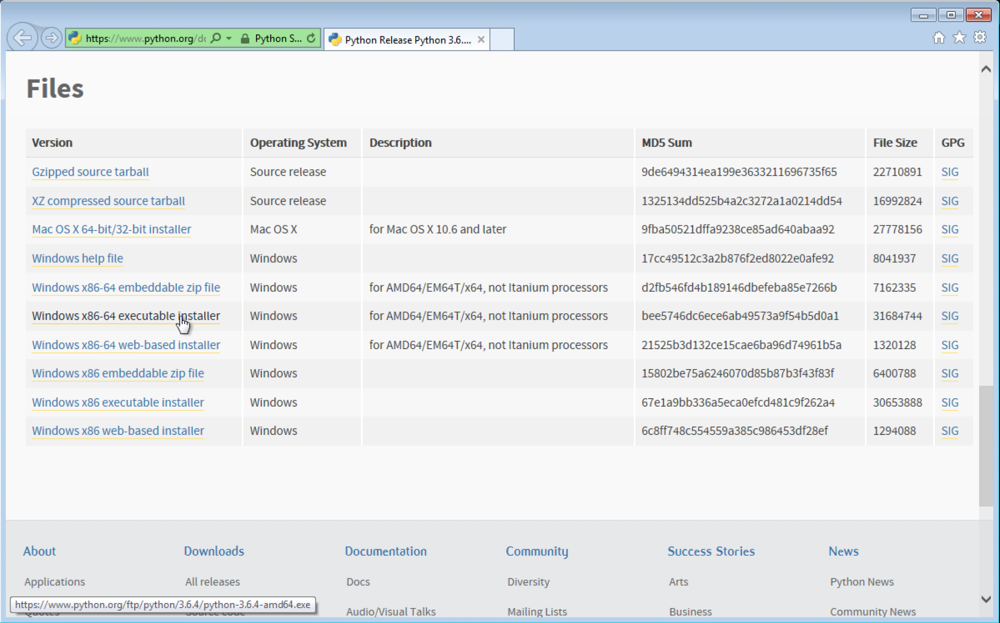 https://www.python.org/do Python S... Python Release Python 3.6....
Files
Version Operating System Description MD5 Sum File Size GPG
Gzipped source tarball Source release 9de6494314ea199e3633211696735f65 22710891 SIG
XZ compressed source tarball Source release 1325134dd525b4a2c3272a1a0214dd54 16992824 SIG
Mac OS X 64-bit/32-bit installer Mac OS X for Mac OS X 10.6 and later 9fba50521dffa9238ce85ad640abaa92 27778156 SIG
Windows help file Windows 17cc49512c3a2b876f2ed8022e0afe92 8041937 SIG
Windows x86-64 embeddable zip file Windows for AMD64/EM64T/x64, not Itanium processors d2fb546fd4b189146dbefeba85e7266b 7162335 SIG
Windows x86-64 executable installer Windows for AMD64/EM64T/x64, not Itanium processors bee5746dc6ece6ab49573a9f54b5d0a1 31684744 SIG
Windows x86-64 web-based installer Windows for AMD64/EM64T/x64, not Itanium processors 21525b3d132ce15cae6ba96d74961b5a 1320128 SIG
Windows x86 embeddable zip file Windows 15802be75a6246070d85b87b3f43f83f 6400788 SIG
Windows x86 executable installer Windows 67e1a9bb336a5eca0efcd481c9f262a4 30653888 SIG
Windows x86 web-based installer Windows 6c8ff748c554559a385c986453df28ef 1294088 SIG
About Downloads Documentation Community Success Stories News
Applications All releases Docs Diversity Arts Python News
https://www.python.org/ftp/python/3.6.4/python-3.6.4-amd64.exe
Quotes Source code Audio/Visual Talks Mailing Lists Business Community News